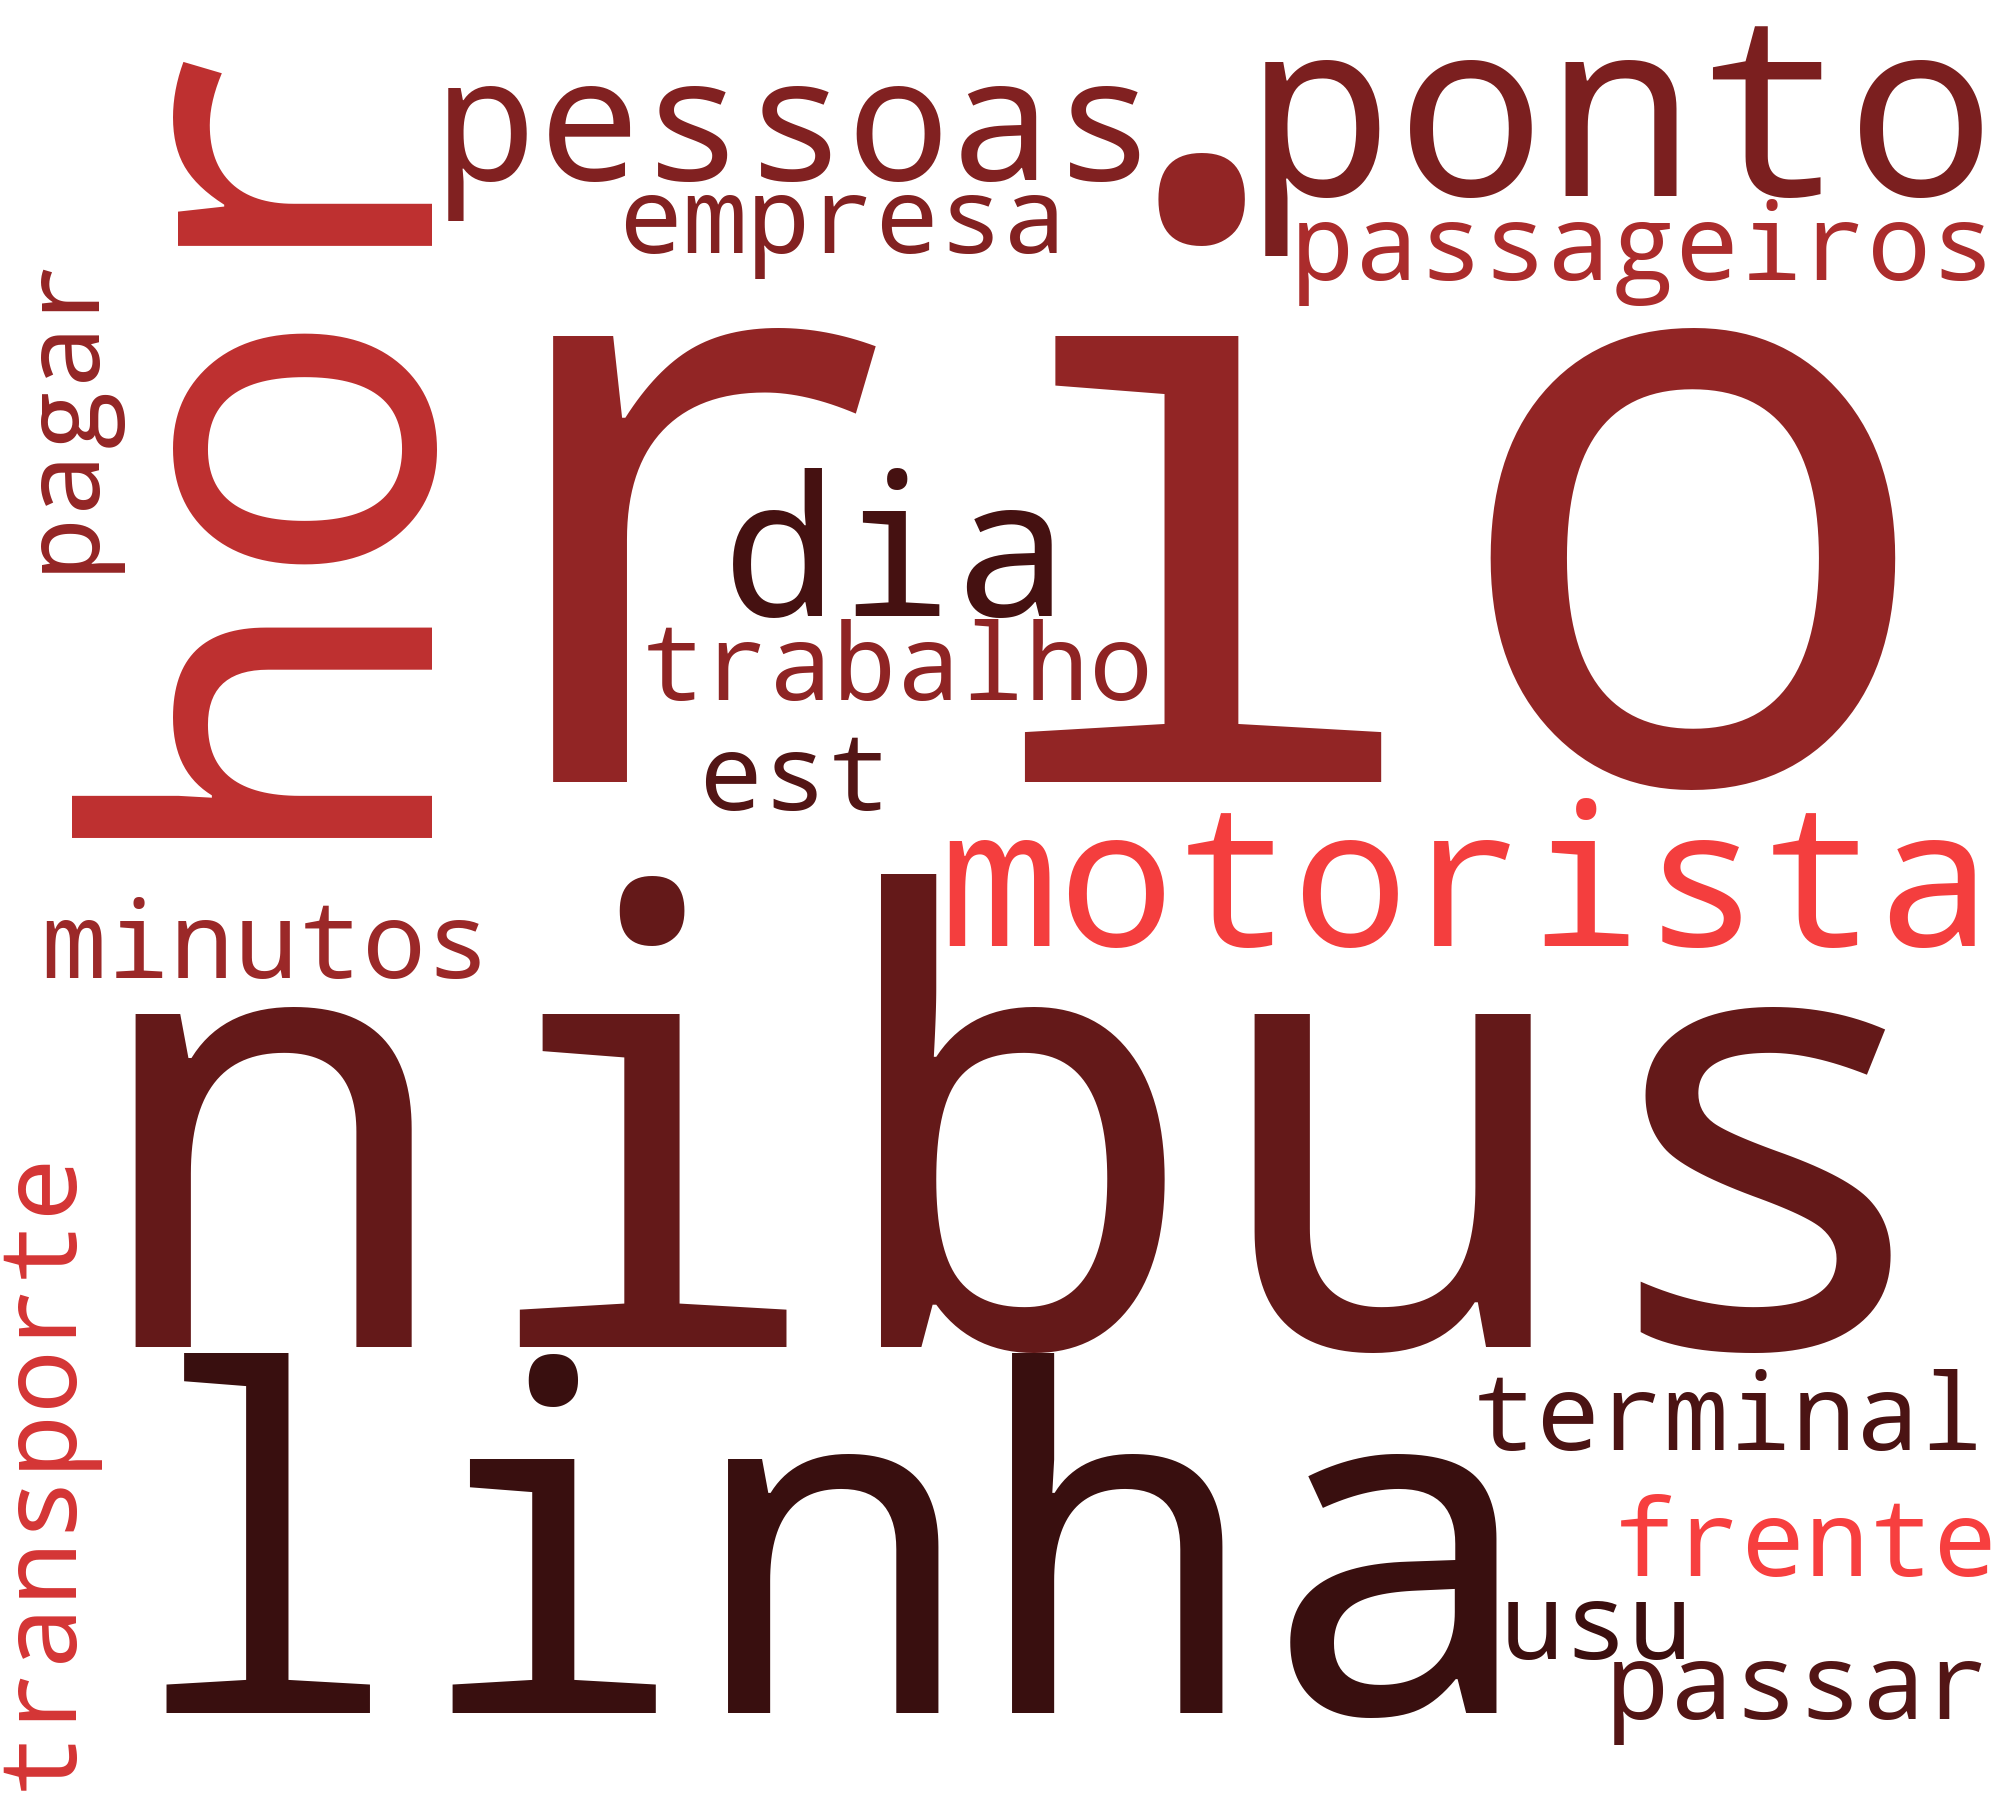 pessoas
ponto
empresa
passageiros
pagar
hor
rio
dia
trabalho
est
motorista
minutos
nibus
transporte
linha
terminal
frente
usu
passar